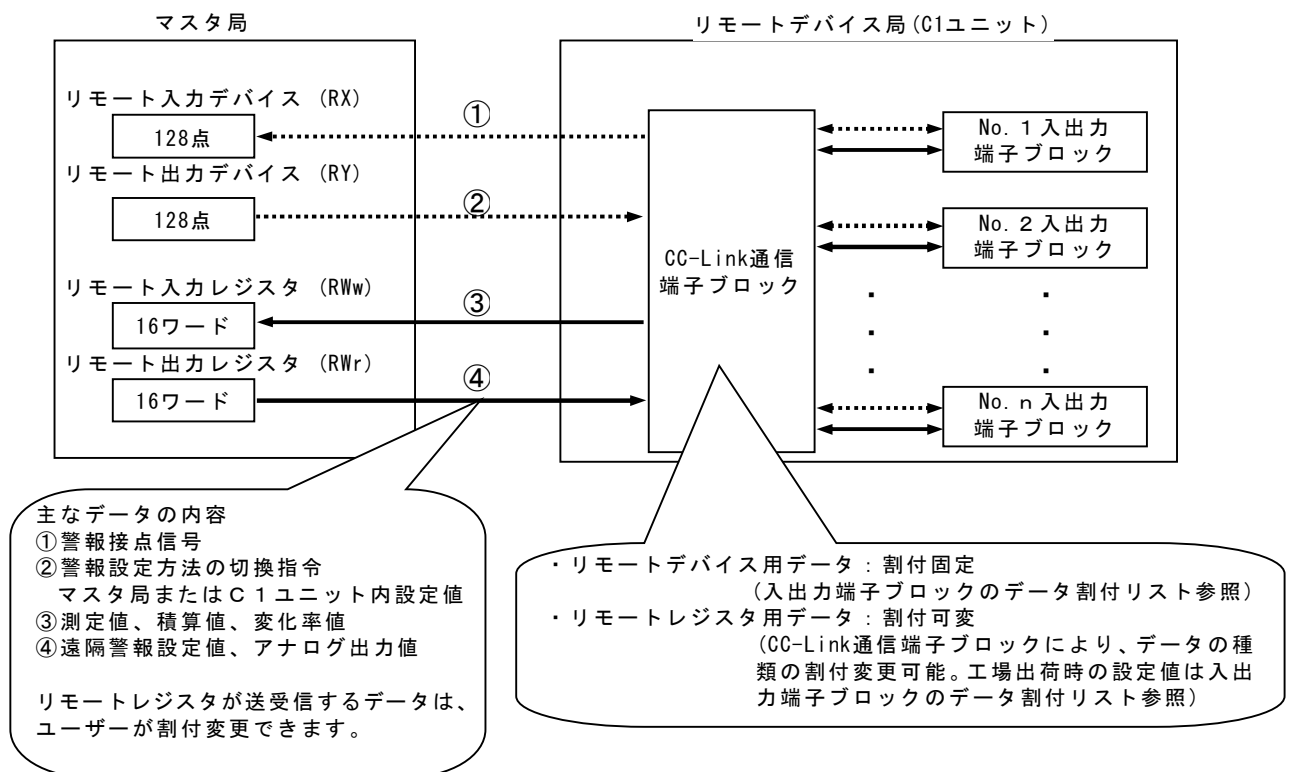 マスタ局
リモートデバイス局(C1ユニット)
リモート入力デバイス (RX)
128点
①
リモート出力デバイス (RY)
128点
②
リモート入力レジスタ (RWw)
16ワード
③
リモート出力レジスタ (RWr)
16ワード
④
CC-Link通信
端子ブロック
No.1入出力
端子ブロック
No.2入出力
端子ブロック
・ ・
・ ・
・ ・
No.n入出力
端子ブロック
主なデータの内容
①警報接点信号
②警報設定方法の切換指令
マスタ局またはC1ユニット内設定値
③測定値、積算値、変化率値
④遠隔警報設定値、アナログ出力値
リモートレジスタが送受信するデータは、
ユーザーが割付変更できます。
・リモートデバイス用データ:割付固定
(入出力端子ブロックのデータ割付リスト参照)
・リモートレジスタ用データ:割付可変
(CC-Link通信端子ブロックにより、データの種
類の割付変更可能。工場出荷時の設定値は入出
力端子ブロックのデータ割付リスト参照)